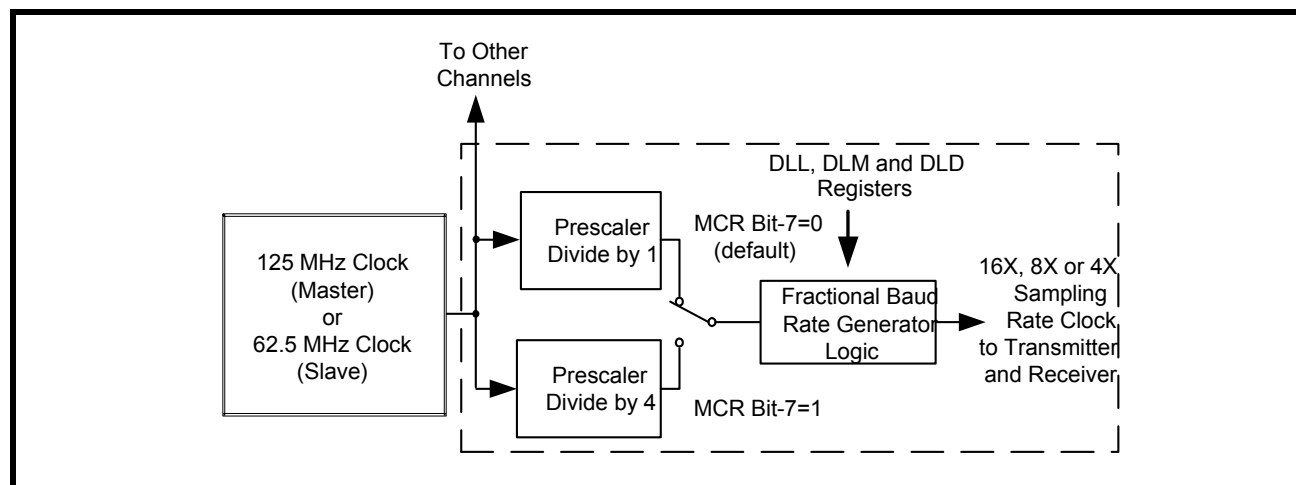 To Other
Channels
DLL, DLM and DLD
Registers
Prescaler
Divide by 1
MCR Bit-7=0
(default)
125 MHz Clock
(Master)
or
62.5 MHz Clock
(Slave)
Fractional Baud
Rate Generator
Logic
16X, 8X or 4X
Sampling
Rate Clock
to Transmitter
and Receiver
Prescaler
Divide by 4
MCR Bit-7=1